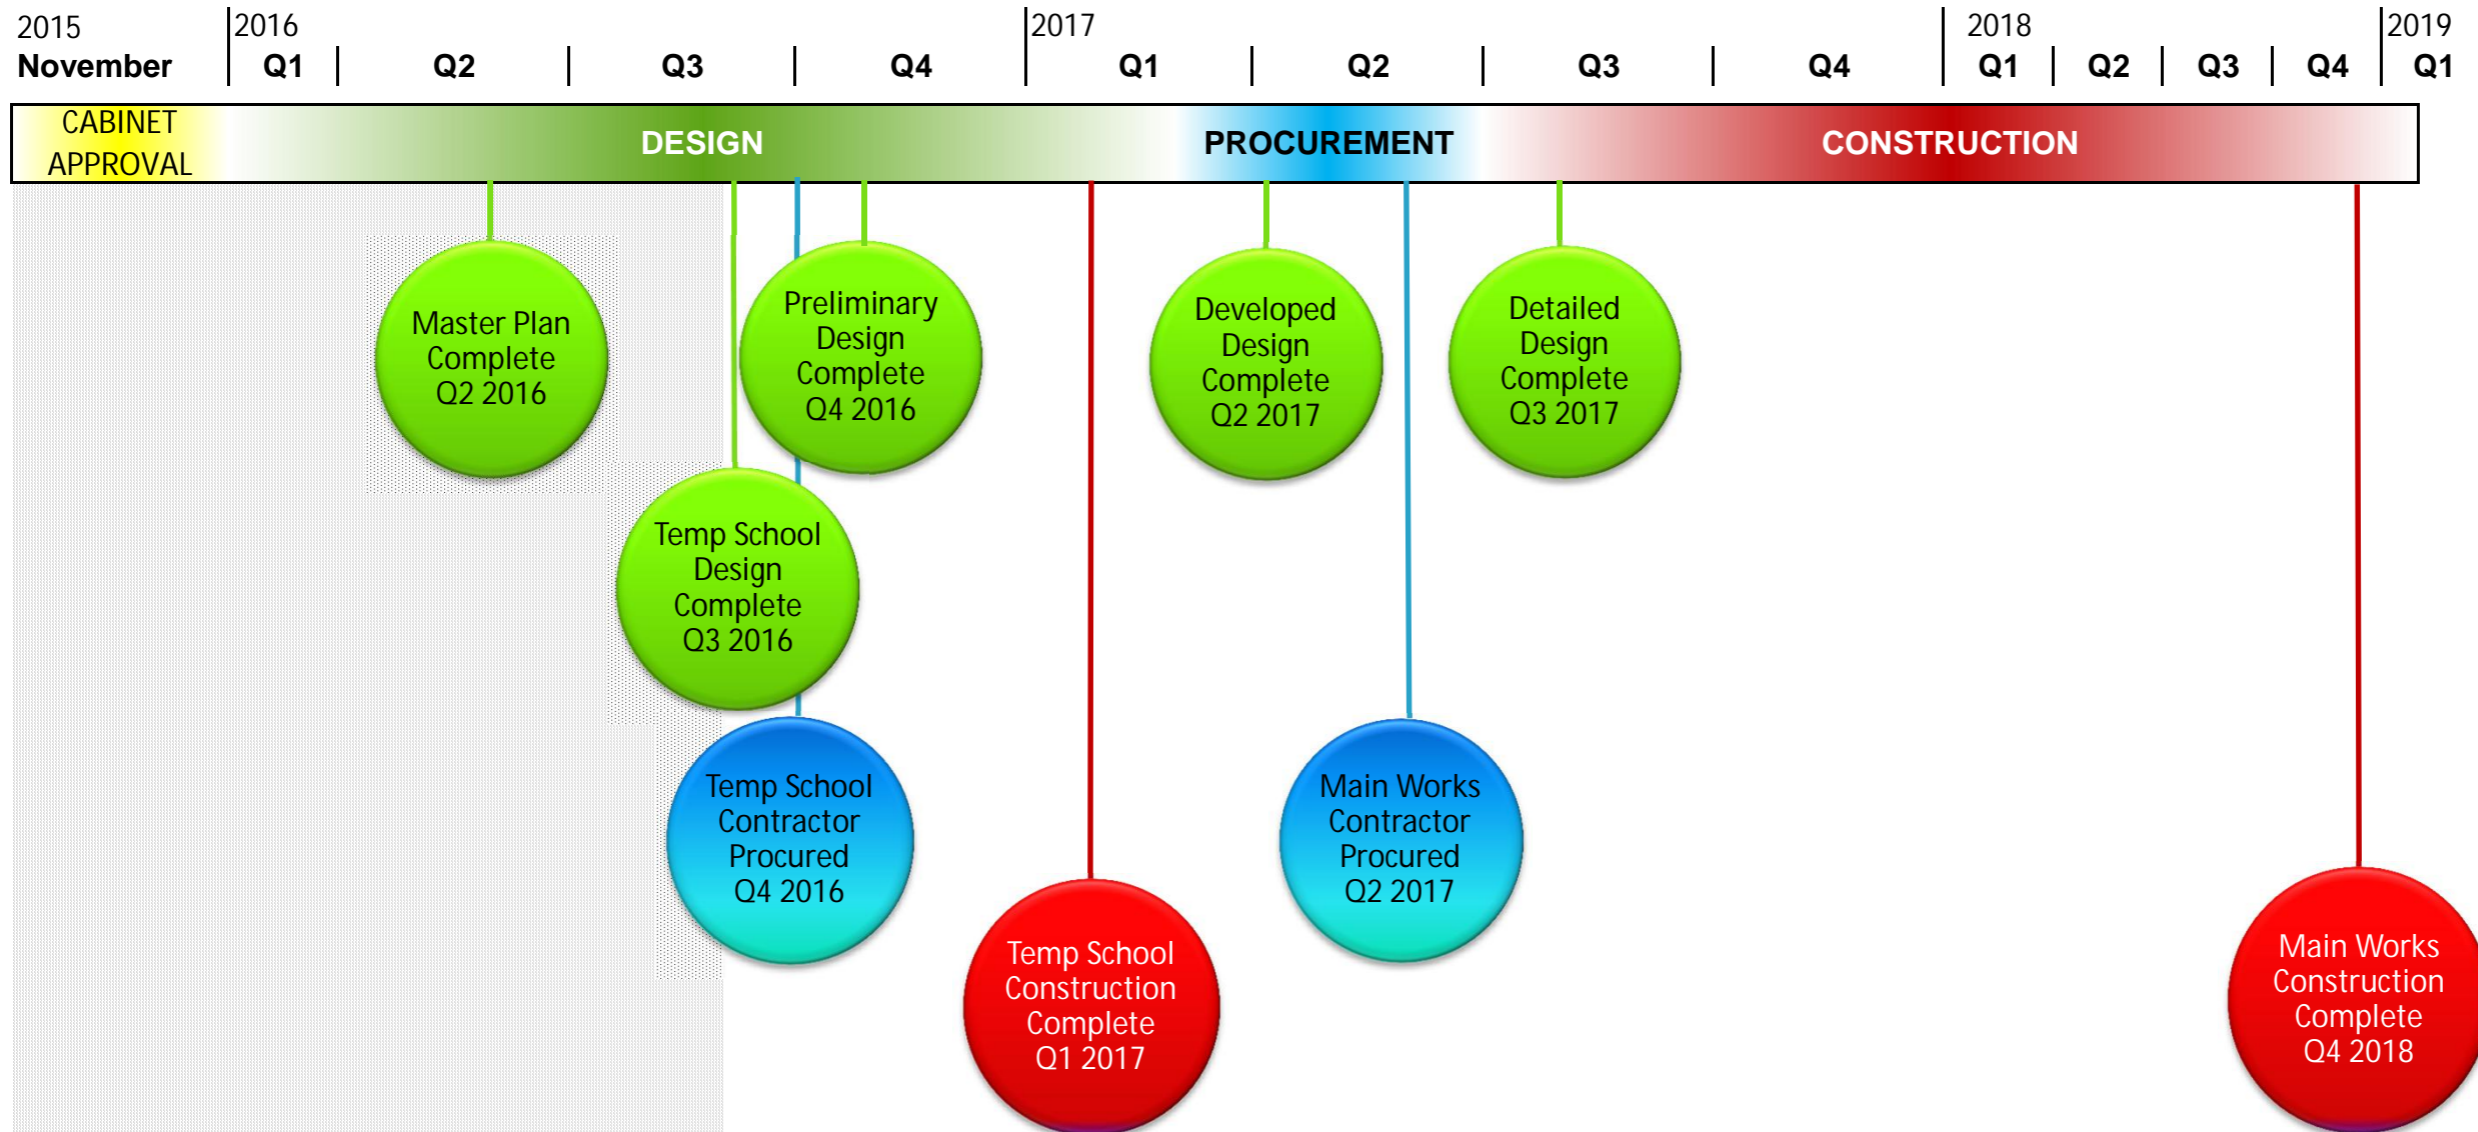 2015
2016
2017
2018
2019
November
Q1
Q2
Q3
Q4
Q1
Q2
Q3
Q4
Q1
Q2
Q3
Q4
Q1
CABINET
APPROVAL
DESIGN
PROCUREMENT
CONSTRUCTION
Master Plan
Complete
Q2 2016
Preliminary
Design
Complete
Q4 2016
Developed
Design
Complete
Q2 2017
Detailed
Design
Complete
Q3 2017
Temp School
Design
Complete
Q3 2016
Temp School
Contractor
Procured
Q4 2016
Main Works
Contractor
Procured
Q2 2017
Temp School
Construction
Complete
Q1 2017
Main Works
Construction
Complete
Q4 2018